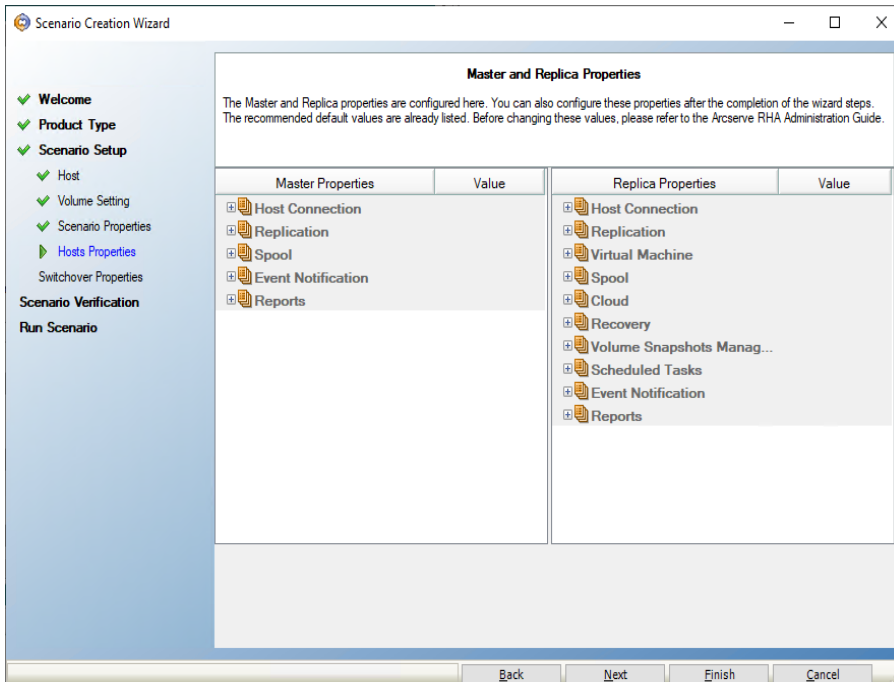 Scenario Creation Wizard
Welcome
Product Type
Scenario Setup
Host
Volume Setting
Scenario Properties
Hosts Properties
Switchover Properties
Scenario Verification
Run Scenario
Master and Replica Properties
The Master and Replica properties are configured here. You can also configure these properties after the completion of the wizard steps.
The recommended default values are already listed. Before changing these values, please refer to the Arcserve RHA Administration Guide.
Master Properties Value
Host Connection
Replication
Spool
Event Notification
Reports
Replica Properties Value
Host Connection
Replication
Virtual Machine
Spool
Cloud
Recovery
Volume Snapshots Manag...
Scheduled Tasks
Event Notification
Reports
Back Next Finish Cancel